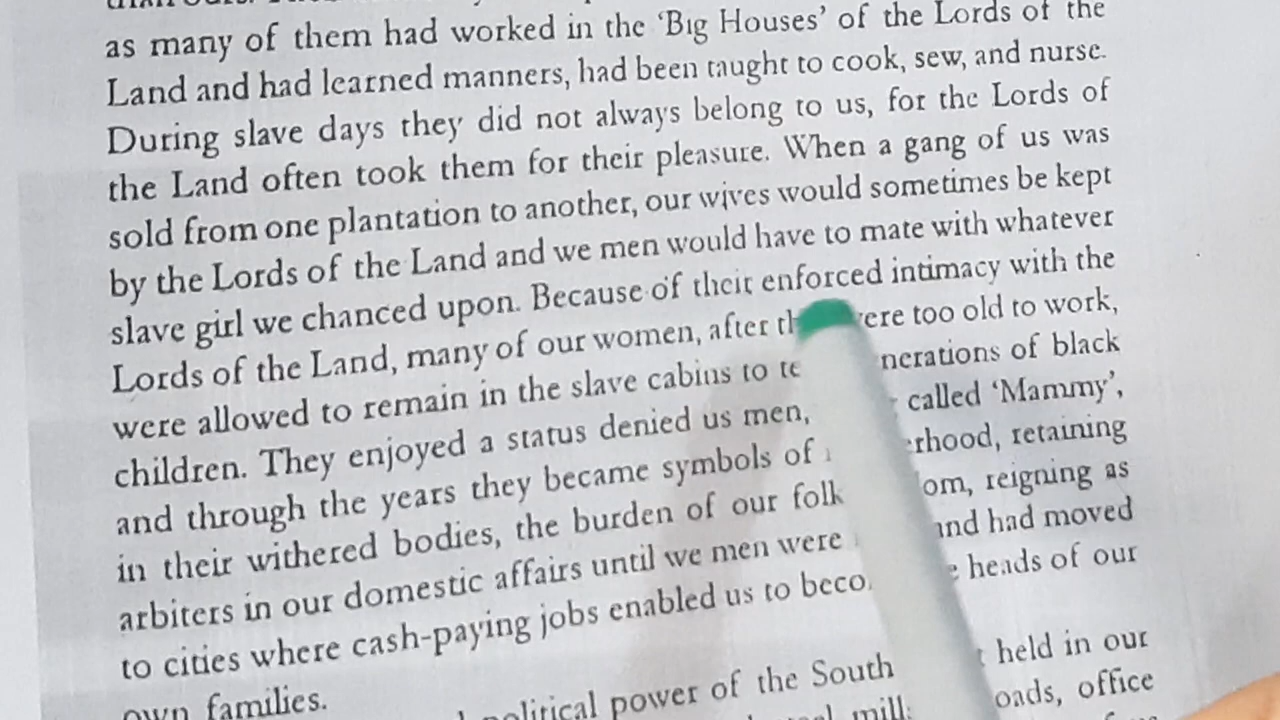 as many of them had worked in the ‘Big Houses’ of the Lords of the
Land and had learned manners, had been taught to cook, sew, and nurse.
During slave days they did not always belong to us, for the Lords of
the Land often took them for their pleasure. When a gang of us was
sold from one plantation to another, our wives would sometimes be kept
by the Lords of the Land and we men would have to mate with whatever
slave girl we chanced upon. Because of their enforced intimacy with the
Lords of the Land, many of our women, after were too old to work,
were allowed to remain in the slave cabins to of black
children. They enjoyed a status denied us men, called ‘Mammy’,
and through the years they became symbols of retaining
in their withered bodies, the burden of our folk reigning as
arbiters in our domestic affairs until we men were and had moved
to cities where cash-paying jobs enabled us to heads of our
own families.
political power of the South held in our
office